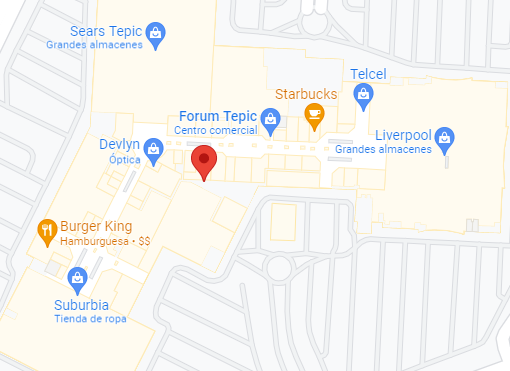 Sears Tepic
Grandes almacenes
Telcel
Starbucks
Forum Tepic
Centro comercial
Liverpool
Grandes almacenes
Devlyn
Óptica
Burger King
Hamburguesa • $$
Suburbia
Tienda de ropa